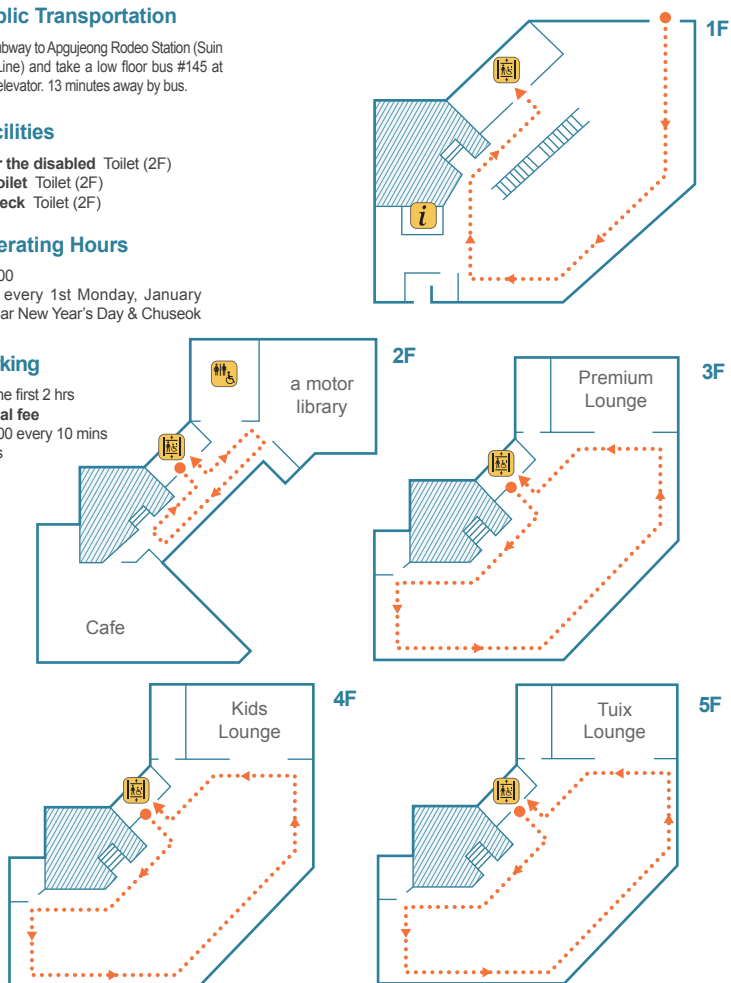 blic Transportation
bway to Apgujeong Rodeo Station (Suin
Line) and take a low floor bus #145 at
elevator. 13 minutes away by bus.
cilities
r the disabled Toilet (2F)
oilet Toilet (2F)
eck Toilet (2F)
erating Hours
00
every 1st Monday, January
ar New Year's Day & Chuseok
king
ne first 2 hrs
al fee
00 every 10 mins
s
1F
i
2F
a motor
library
Cafe
3F
Premium
Lounge
4F
Kids
Lounge
5F
Tuix
Lounge